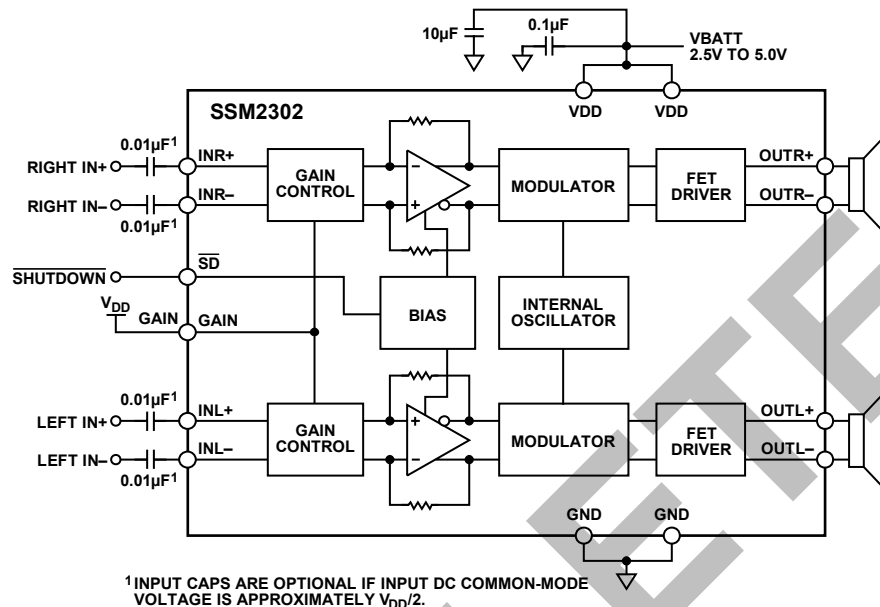 10µF
0.1µF
VBATT
2.5V TO 5.0V
SSM2302
VDD
VDD
0.01µF1
RIGHT IN+
INR+
GAIN
CONTROL
MODULATOR
FET
DRIVER
OUTR+
RIGHT IN–
INR–
OUTR–
0.01µF1
SHUTDOWN
SD
BIAS
INTERNAL
OSCILLATOR
VDD
GAIN
GAIN
0.01µF1
LEFT IN+
INL+
GAIN
CONTROL
MODULATOR
FET
DRIVER
OUTL+
LEFT IN–
INL–
OUTL–
0.01µF1
GND
GND
1 INPUT CAPS ARE OPTIONAL IF INPUT DC COMMON-MODE
VOLTAGE IS APPROXIMATELY VDD/2.
ETE